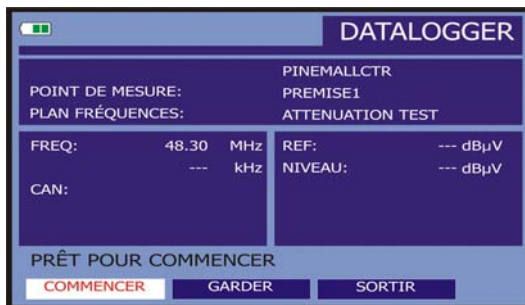 DATALOGGER
PINEMALLCTR
POINT DE MESURE: PREMISE1
PLAN FRÉQUENCES: ATTENUATION TEST
FREQ: 48.30 MHz
--- kHz
CAN:
REF: --- dBµV
NIVEAU: --- dBµV
PRÊT POUR COMMENCER
COMMENCER GARDER SORTIR